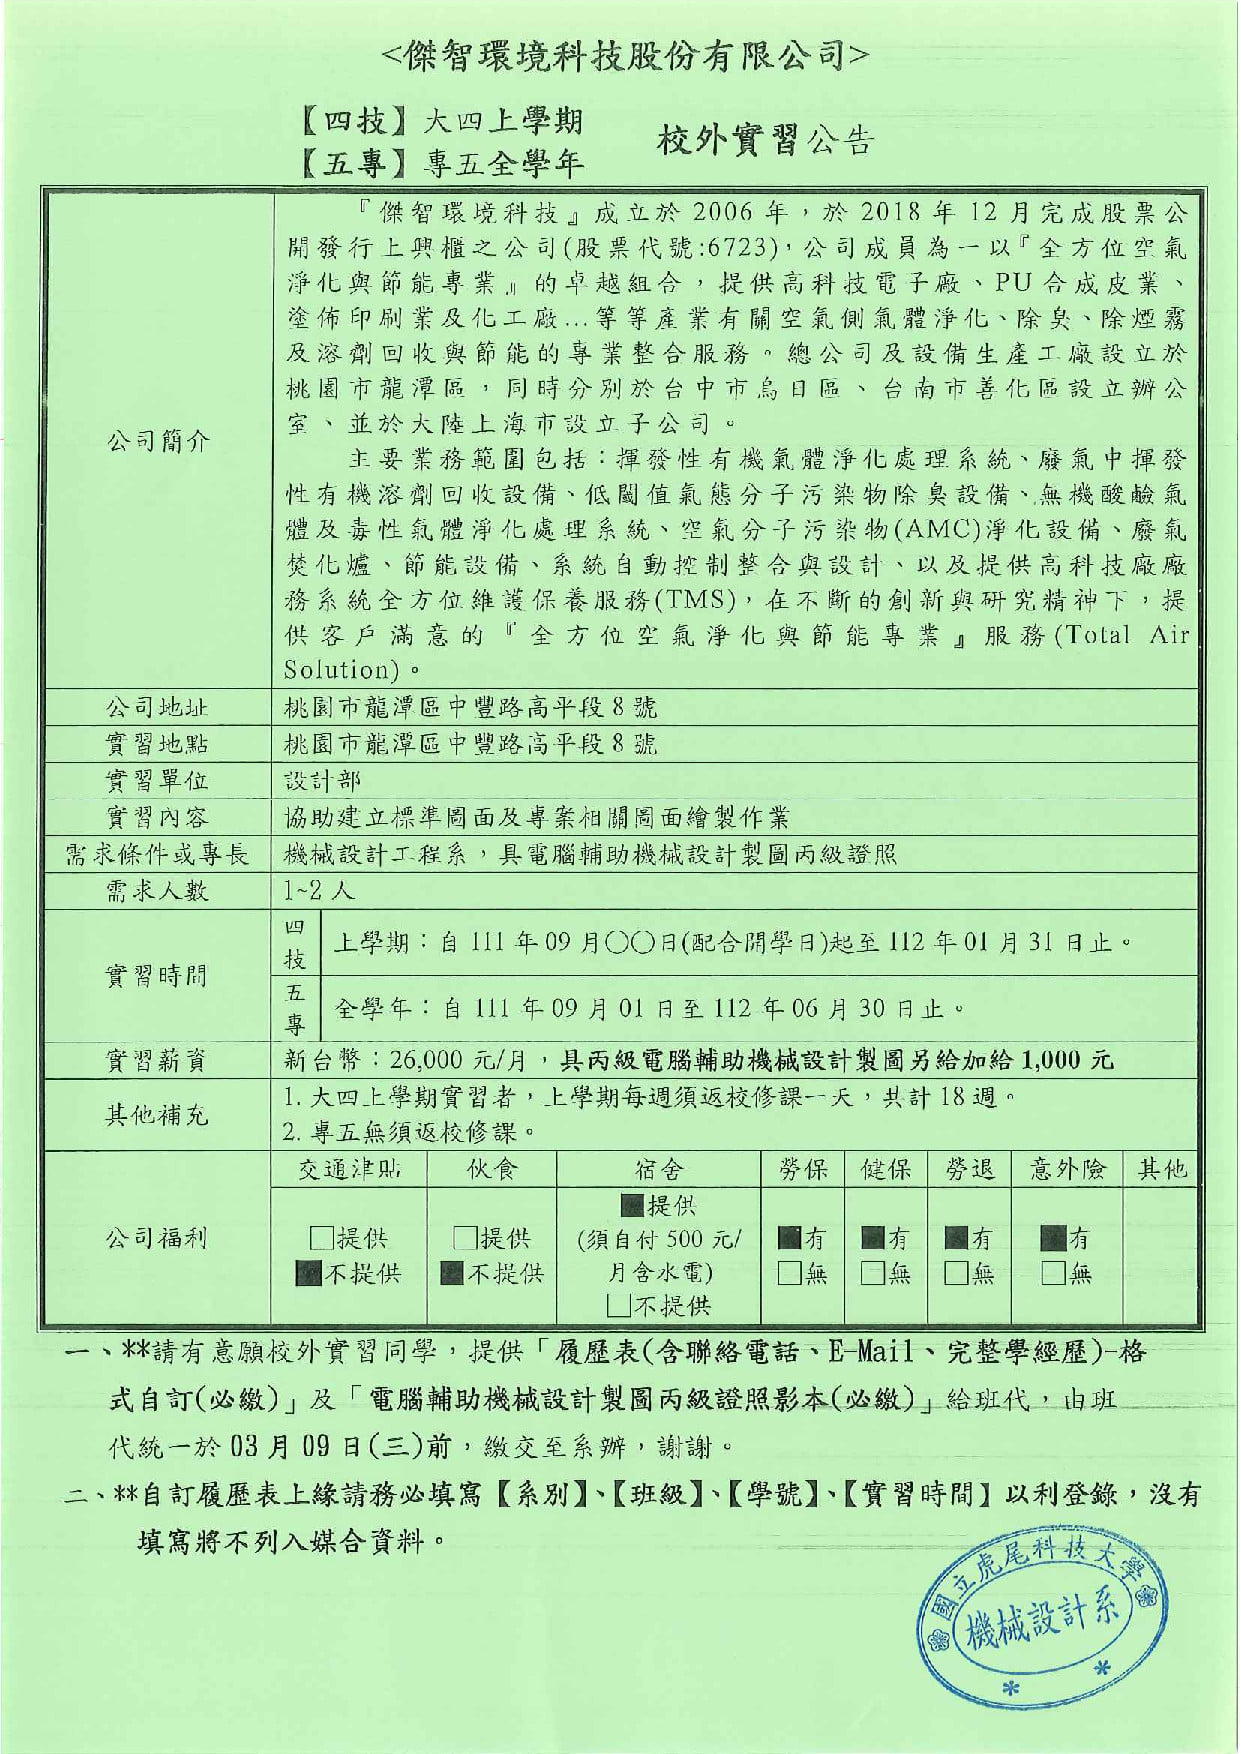 <傑智環境科技股份有限公司>
【四技】大四上學期
【五專】專五全學年
校外實習公告
公司簡介
『傑智環境科技』成立於 2006 年，於 2018 年 12 月完成股票公
開發行上興櫃之公司(股票代號:6723)，公司成員為一以『全方位空氣
淨化與節能專業』的卓越組合，提供高科技電子廠、PU 合成皮業、
塗佈印刷業及化工廠...等等產業有關空氣側氣體淨化、除臭、除煙霧
及溶劑回收與節能的專業整合服務。總公司及設備生產工廠設立於
桃園市龍潭區，同時分別於台中市烏日區、台南市善化區設立辦公
室、並於大陸上海市設立子公司。
主要業務範圍包括：揮發性有機氣體淨化處理系統、廢氣中揮發
性有機溶劑回收設備、低閾值氣態分子污染物除臭設備、無機酸鹼氣
體及毒性氣體淨化處理系統、空氣分子污染物(AMC)淨化設備、廢氣
焚化爐、節能設備、系統自動控制整合與設計、以及提供高科技廠廠
務系統全方位維護保養服務(TMS)，在不斷的創新與研究精神下，提
供客戶滿意的『全方位空氣淨化與節能專業』服務(Total Air
Solution)。
公司地址 桃園市龍潭區中豐路高平段 8 號
實習地點 桃園市龍潭區中豐路高平段 8 號
實習單位 設計部
實習內容 協助建立標準圖面及專案相關圖面繪製作業
需求條件或專長 機械設計工程系，具電腦輔助機械設計製圖丙級證照
需求人數 1~2 人
實習時間
四技 上學期：自 111 年 09 月○○日(配合開學日)起至 112 年 01 月 31 日止。
五專 全學年：自 111 年 09 月 01 日至 112 年 06 月 30 日止。
實習薪資 新台幣：26,000 元/月，具丙級電腦輔助機械設計製圖另給加給 1,000 元
其他補充
1. 大四上學期實習者，上學期每週須返校修課一天，共計 18 週。
2. 專五無須返校修課。
公司福利
交通津貼 伙食 宿舍 勞保 健保 勞退 意外險 其他
□提供
■不提供
□提供
■不提供
■提供
(須自付 500 元/
月含水電)
□不提供
■有
□無
■有
□無
■有
□無
■有
□無
一、**請有意願校外實習同學，提供「履歷表(含聯絡電話、E-Mail、完整學經歷)-格
式自訂(必繳)」及「電腦輔助機械設計製圖丙級證照影本(必繳)」給班代，由班
代統一於 03 月 09 日(三)前，繳交至系辦，謝謝。
二、**自訂履歷表上緣請務必填寫【系別】、【班級】、【學號】、【實習時間】以利登錄，沒有
填寫將不列入媒合資料。
國立虎尾科技大學
機械設計系